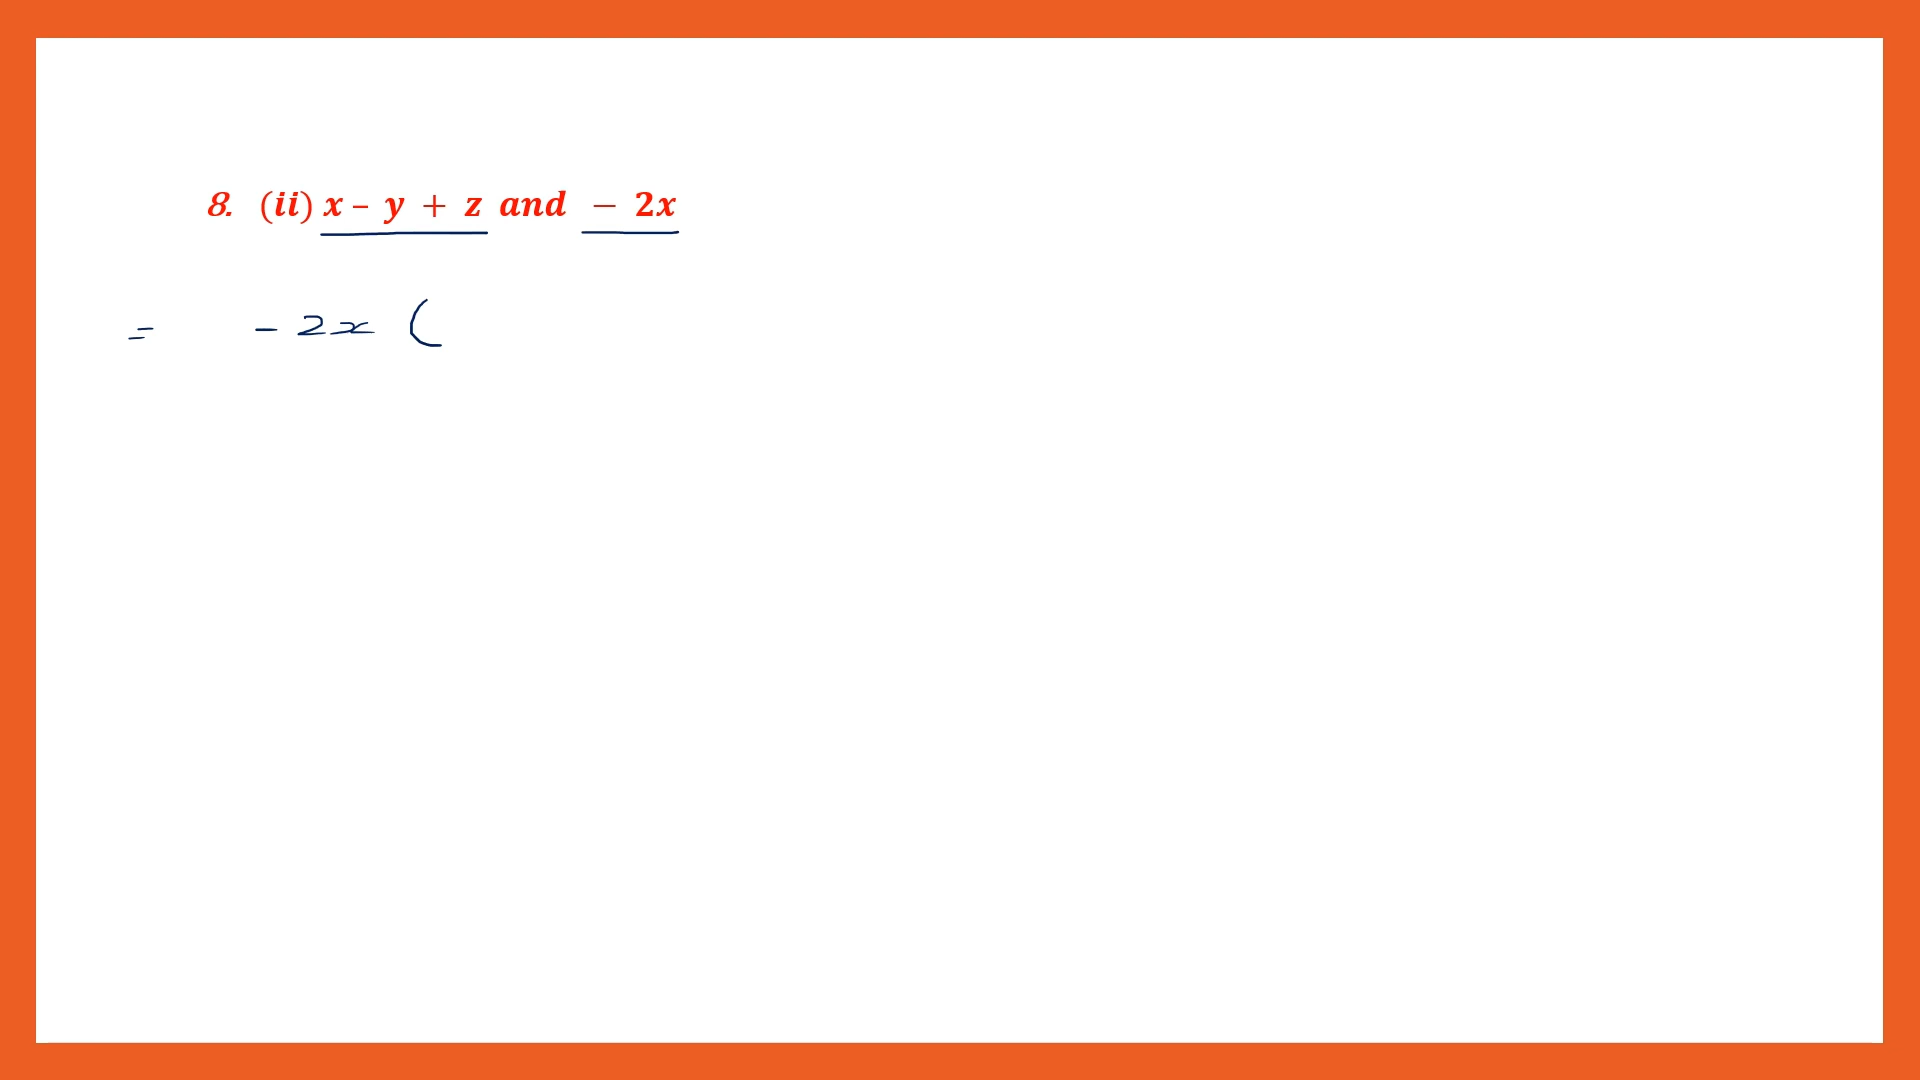 8. (ii) x – y + z and − 2x
= - 2x (